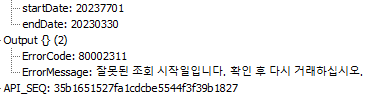 startDate: 20237701
endDate: 20230330
Output {} (2)
ErrorCode: 80002311
ErrorMessage: 잘못된 조회 시작일입니다. 확인 후 다시 거래하십시오.
API_SEQ: 35b1651527fa1cdcbe5544f3f39b1827